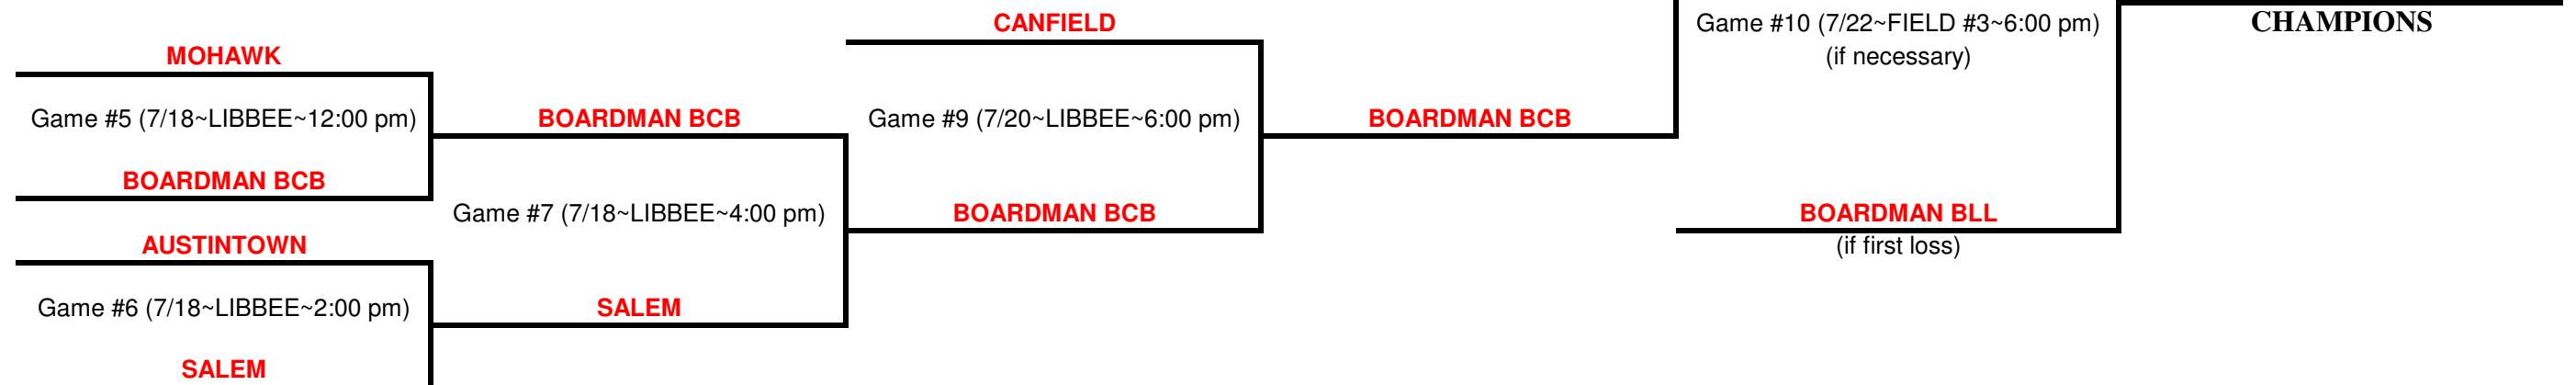 CANFIELD
Game #10 (7/22~FIELD #3~6:00 pm)
CHAMPIONS
MOHAWK
(if necessary)
Game #5 (7/18~LIBBEE~12:00 pm)
BOARDMAN BCB
Game #9 (7/20~LIBBEE~6:00 pm)
BOARDMAN BCB
BOARDMAN BCB
Game #7 (7/18~LIBBEE~4:00 pm)
BOARDMAN BCB
BOARDMAN BLL
AUSTINTOWN
(if first loss)
Game #6 (7/18~LIBBEE~2:00 pm)
SALEM
SALEM